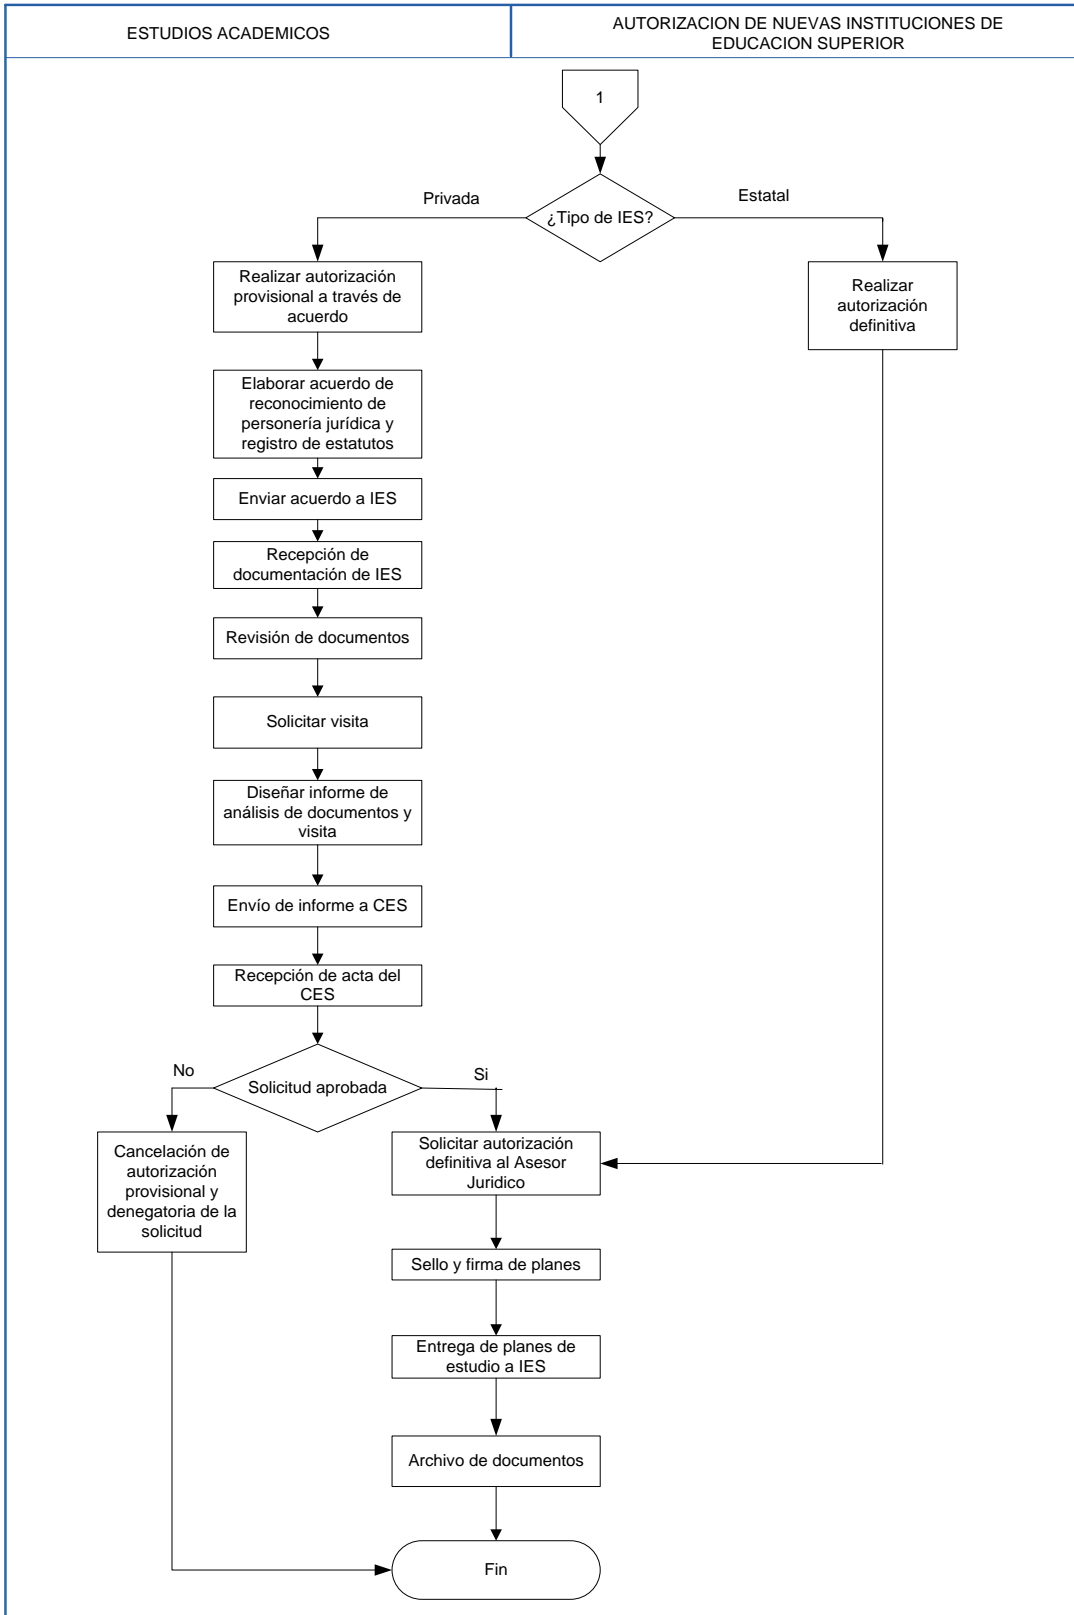 ESTUDIOS ACADEMICOS
AUTORIZACION DE NUEVAS INSTITUCIONES DE
EDUCACION SUPERIOR
1
Privada
¿Tipo de IES?
Estatal
Realizar autorización
provisional a través de
acuerdo
Realizar
autorización
definitiva
Elaborar acuerdo de
reconocimiento de
personería jurídica y
registro de estatutos
Enviar acuerdo a IES
Recepción de
documentación de IES
Revisión de documentos
Solicitar visita
Diseñar informe de
análisis de documentos y
visita
Envío de informe a CES
Recepción de acta del
CES
No
Solicitud aprobada
Si
Cancelación de
autorización
provisional y
denegatoria de la
solicitud
Solicitar autorización
definitiva al Asesor
Juridico
Sello y firma de planes
Entrega de planes de
estudio a IES
Archivo de documentos
Fin